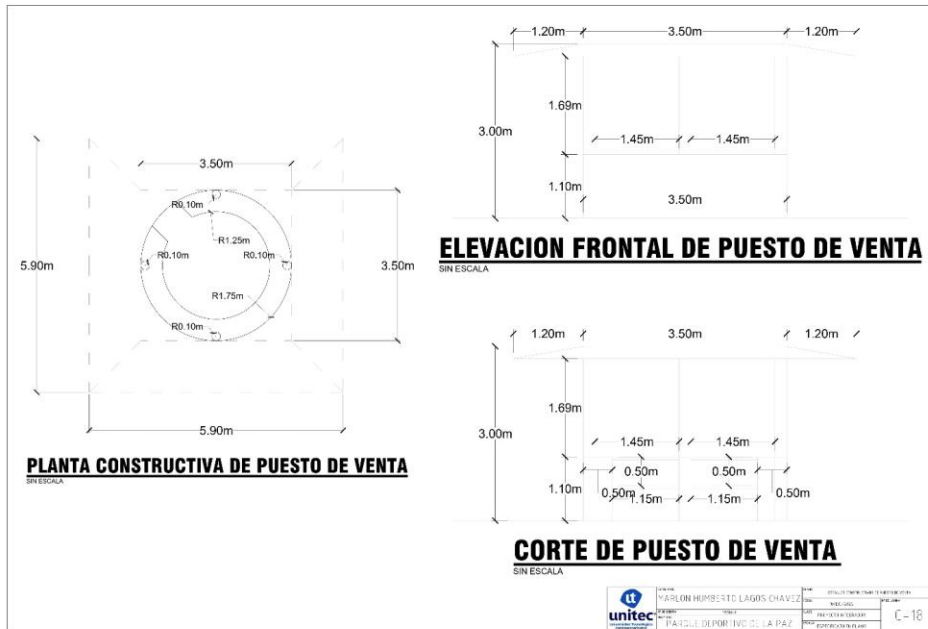 3.50m
R0.10m
R1.25m
R0.10m
R0.10m
5.90m
3.50m
R1.75m
R0.10m
5.90m
PLANTA CONSTRUCTIVA DE PUESTO DE VENTA
SIN ESCALA
1.20m 3.50m 1.20m
1.69m
3.00m
1.45m 1.45m
1.10m
3.50m
ELEVACION FRONTAL DE PUESTO DE VENTA
SIN ESCALA
1.20m 3.50m 1.20m
1.69m
3.00m
1.45m 1.45m
0.50m 0.50m
1.10m
0.50m 1.15m 1.15m 0.50m
CORTE DE PUESTO DE VENTA
SIN ESCALA
unitec
MARLON HUMBERTO LAGOS CHAVEZ
PARQUE DEPORTIVO DE LA PAZ
C-18